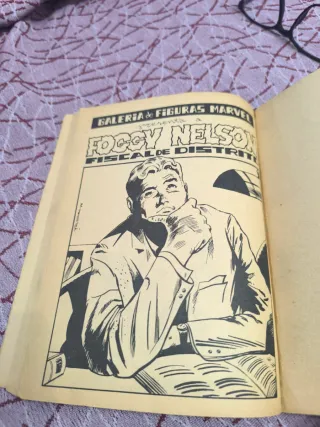 GALERIA de FIGURAS MARVEL
PRESENTA A
FOGGY NELSON
FISCAL DE DISTRITO